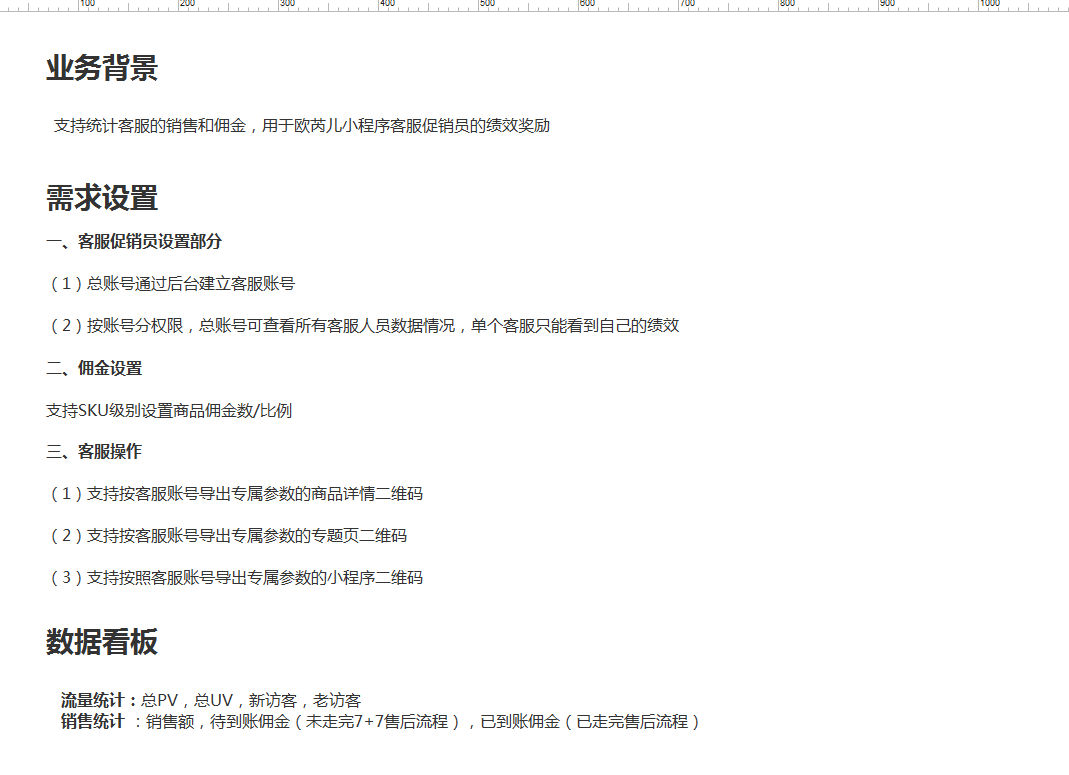 100 200 300 400 500 600 700 800 900 1000
业务背景
支持统计客服的销售和佣金，用于欧芮儿小程序客服促销员的绩效奖励
需求设置
一、客服促销员设置部分
（1）总账号通过后台建立客服账号
（2）按账号分权限，总账号可查看所有客服人员数据情况，单个客服只能看到自己的绩效
二、佣金设置
支持SKU级别设置商品佣金数/比例
三、客服操作
（1）支持按客服账号导出专属参数的商品详情二维码
（2）支持按客服账号导出专属参数的专题页二维码
（3）支持按照客服账号导出专属参数的小程序二维码
数据看板
流量统计：总PV，总UV，新访客，老访客
销售统计 ：销售额，待到账佣金（未走完7+7售后流程），已到账佣金（已走完售后流程）